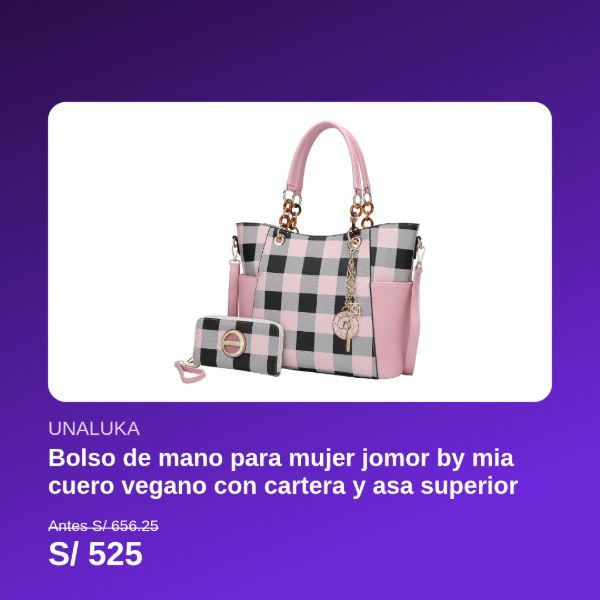 UNALUKA
Bolso de mano para mujer jomor by mia
cuero vegano con cartera y asa superior
Antes S/ 656.25
S/ 525